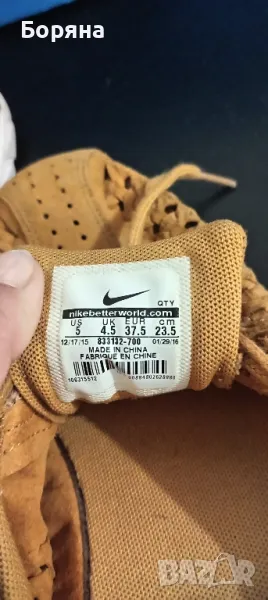 Боряна
QTY
nikebetterworld.com
US UK EUR cm
5 4.5 37.5 23.5
12/17/15 833132-700 01/29/16
MADE IN CHINA
FABRIQUE EN CHINE
BAZAR